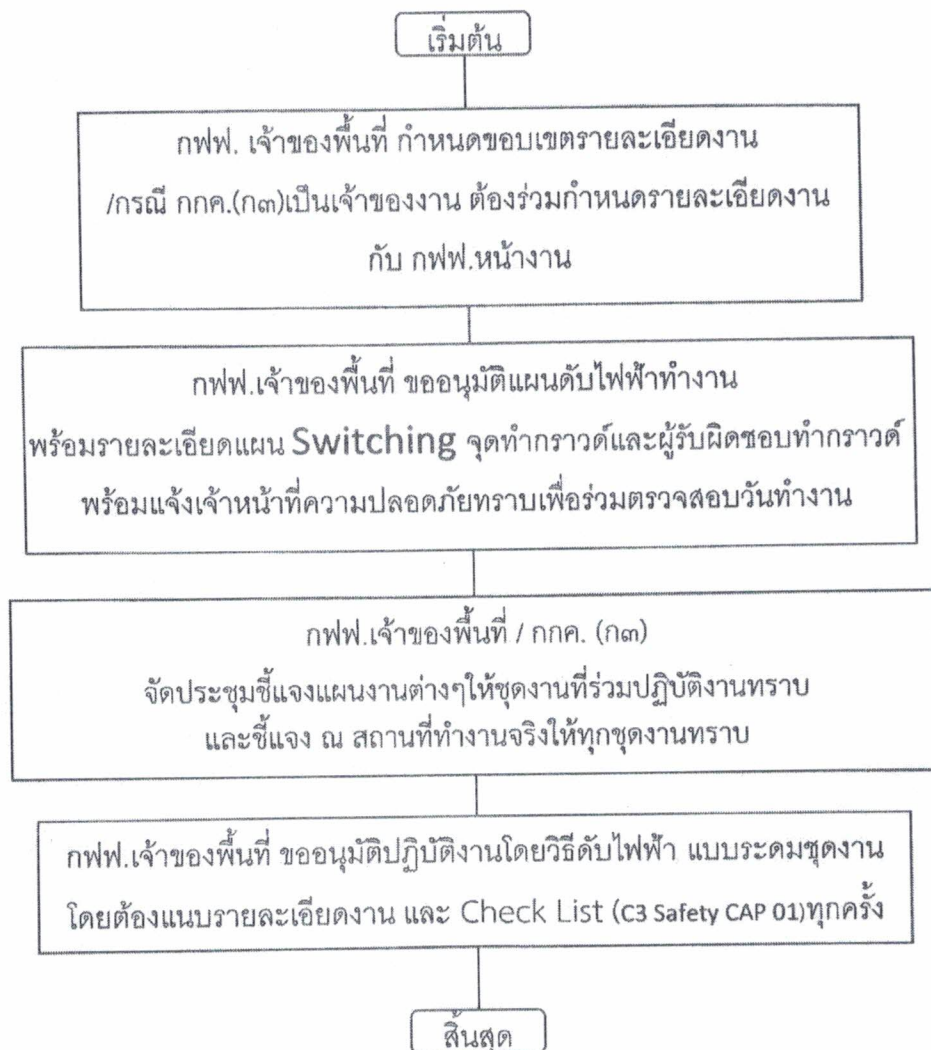 เริ่มต้น
กฟฟ. เจ้าของพื้นที่ กำหนดขอบเขตรายละเอียดงาน
/กรณี กกค.(ก๓)เป็นเจ้าของงาน ต้องร่วมกำหนดรายละเอียดงาน
กับ กฟฟ.หน้างาน
กฟฟ.เจ้าของพื้นที่ ขออนุมัติแผนดับไฟฟ้าทำงาน
พร้อมรายละเอียดแผน Switching จุดทำกราวด์และผู้รับผิดชอบทำกราวด์
พร้อมแจ้งเจ้าหน้าที่ความปลอดภัยทราบเพื่อร่วมตรวจสอบวันทำงาน
กฟฟ.เจ้าของพื้นที่ / กกค. (ก๓)
จัดประชุมชี้แจงแผนงานต่างๆให้ชุดงานที่ร่วมปฏิบัติงานทราบ
และชี้แจง ณ สถานที่ทำงานจริงให้ทุกชุดงานทราบ
กฟฟ.เจ้าของพื้นที่ ขออนุมัติปฏิบัติงานโดยวิธีดับไฟฟ้า แบบระดมชุดงาน
โดยต้องแนบรายละเอียดงาน และ Check List (C3 Safety CAP 01)ทุกครั้ง
สิ้นสุด